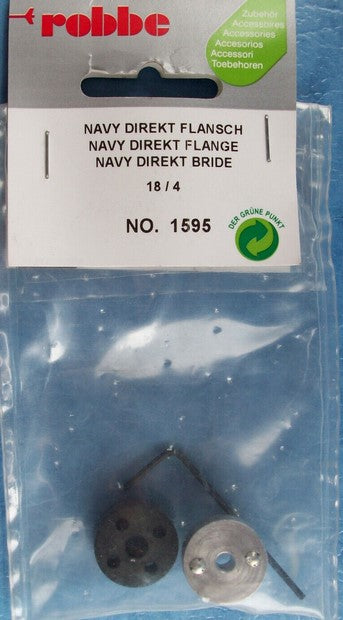 robbe
Zubehör
Accessoires
Accessories
Accesorios
Accessori
Toebehoren
NAVY DIREKT FLANSCH
NAVY DIREKT FLANGE
NAVY DIREKT BRIDE
18 / 4
NO. 1595
DER GRÜNE PUNKT